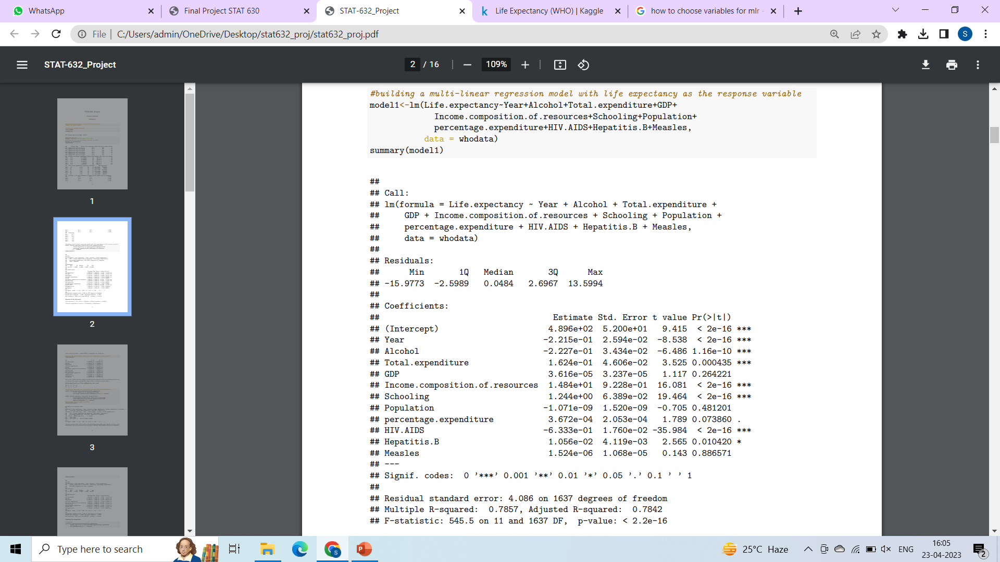 WhatsApp
Final Project STAT 630
STAT-632_Project
Life Expectancy (WHO) | Kaggle
how to choose variables for mlr -
File | C:/Users/admin/OneDrive/Desktop/stat632_proj/stat632_proj.pdf
S
STAT-632_Project
2 / 16
109%
1
2
3
#building a multi-linear regression model with life expectancy as the response variable
model1<-lm(Life.expectancy~Year+Alcohol+Total.expenditure+GDP+
Income.composition.of.resources+Schooling+Population+
percentage.expenditure+HIV.AIDS+Hepatitis.B+Measles,
data = whodata)
summary(model1)
##
## Call:
## lm(formula = Life.expectancy ~ Year + Alcohol + Total.expenditure +
## GDP + Income.composition.of.resources + Schooling + Population +
## percentage.expenditure + HIV.AIDS + Hepatitis.B + Measles,
## data = whodata)
##
## Residuals:
## Min 1Q Median 3Q Max
## -15.9773 -2.5989 0.0484 2.6967 13.5994
##
## Coefficients:
## Estimate Std. Error t value Pr(>|t|)
## (Intercept) 4.896e+02 5.200e+01 9.415 < 2e-16 ***
## Year -2.215e-01 2.594e-02 -8.538 < 2e-16 ***
## Alcohol -2.227e-01 3.434e-02 -6.486 1.16e-10 ***
## Total.expenditure 1.624e-01 4.606e-02 3.525 0.000435 ***
## GDP 3.616e-05 3.237e-05 1.117 0.264221
## Income.composition.of.resources 1.484e+01 9.228e-01 16.081 < 2e-16 ***
## Schooling 1.244e+00 6.389e-02 19.464 < 2e-16 ***
## Population -1.071e-09 1.520e-09 -0.705 0.481201
## percentage.expenditure 3.672e-04 2.053e-04 1.789 0.073860 .
## HIV.AIDS -6.333e-01 1.760e-02 -35.984 < 2e-16 ***
## Hepatitis.B 1.056e-02 4.119e-03 2.565 0.010420 *
## Measles 1.524e-06 1.068e-05 0.143 0.886571
## ---
## Signif. codes: 0 ’***’ 0.001 ’**’ 0.01 ’*’ 0.05 ’.’ 0.1 ’ ’ 1
##
## Residual standard error: 4.086 on 1637 degrees of freedom
## Multiple R-squared: 0.7857, Adjusted R-squared: 0.7842
## F-statistic: 545.5 on 11 and 1637 DF, p-value: < 2.2e-16
Type here to search
25°C Haze
ENG
16:05
23-04-2023
2